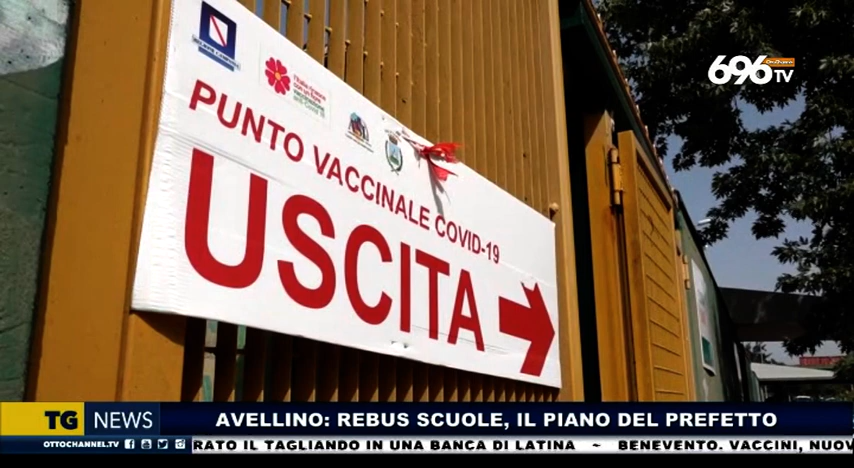 696 TV
OttoChannel
PUNTO VACCINALE COVID-19
USCITA
TG NEWS
AVELLINO: REBUS SCUOLE, IL PIANO DEL PREFETTO
OTTOCHANNEL.TV
RATO IL TAGLIANDO IN UNA BANCA DI LATINA ~ BENEVENTO. VACCINI, NUOV